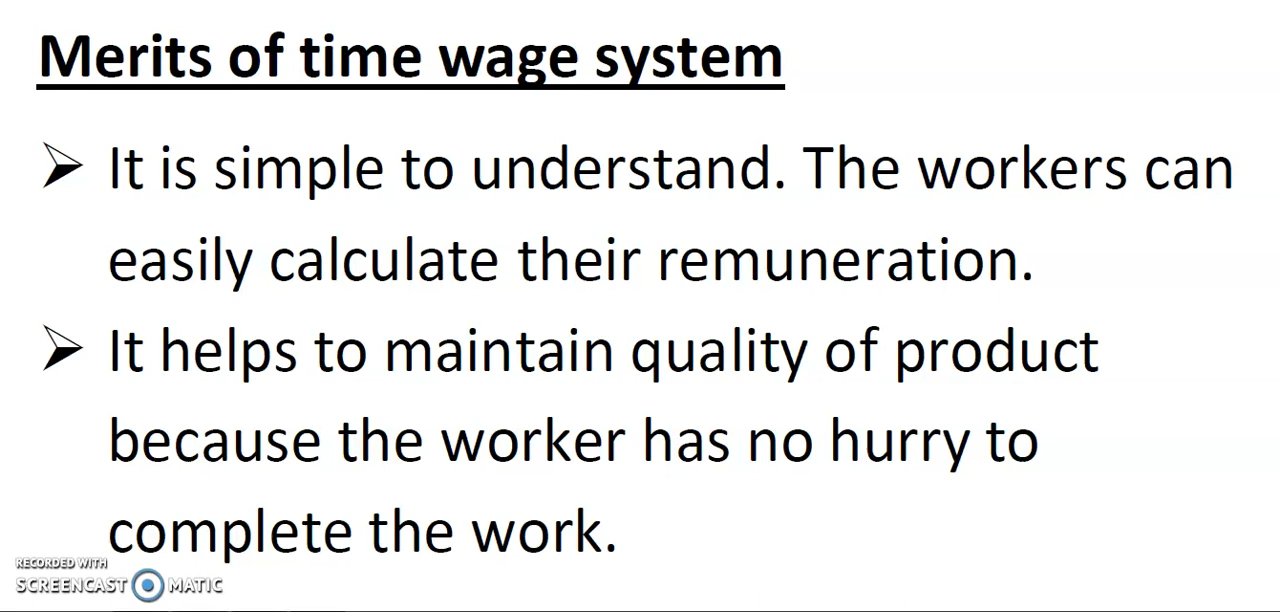 Merits of time wage system
➢ It is simple to understand. The workers can
easily calculate their remuneration.
➢ It helps to maintain quality of product
because the worker has no hurry to
complete the work.
RECORDED WITH
SCREENCAST MATIC